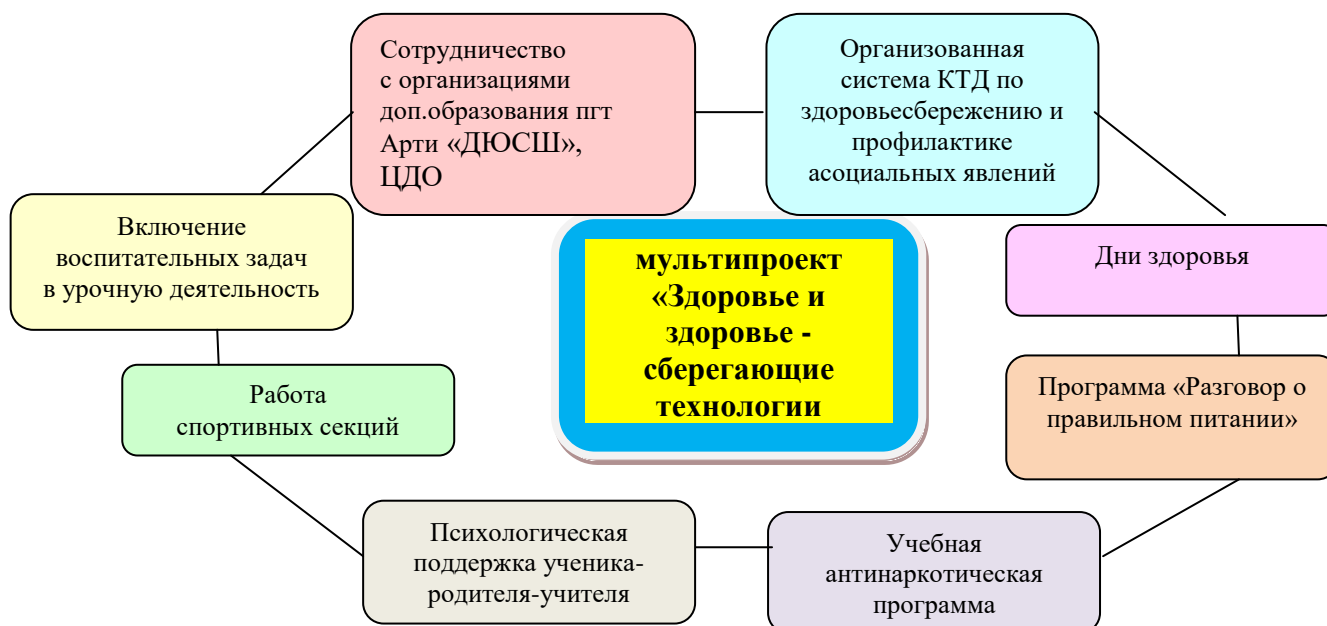 Сотрудничество
с организациями
доп.образования пгт
Арти «ДЮСШ»,
ЦДО
Организованная
система КТД по
здоровьесбережению и
профилактике
асоциальных явлений
Включение
воспитательных задач
в урочную деятельность
мультипроект
«Здоровье и
здоровье -
сберегающие
технологии
Дни здоровья
Работа
спортивных секций
Программа «Разговор о
правильном питании»
Психологическая
поддержка ученика-
родителя-учителя
Учебная
антинаркотическая
программа